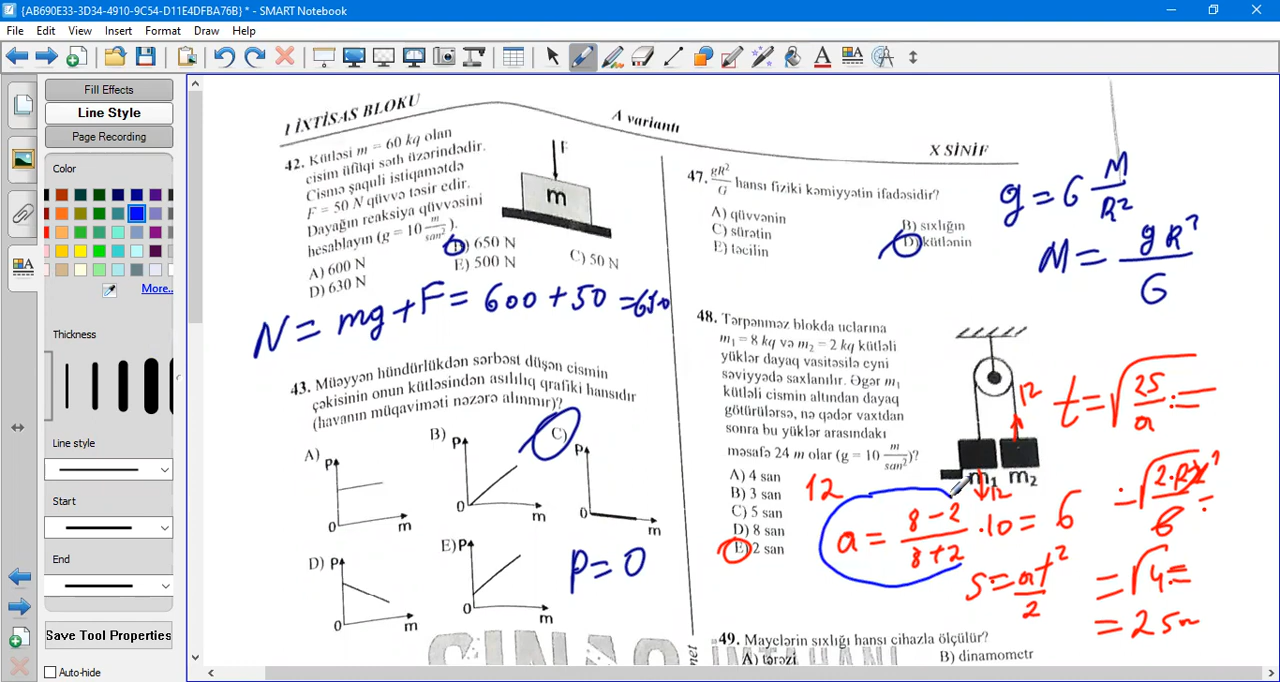 {AB690E33-3D34-4910-9C54-D11E4DFBA76B} * - SMART Notebook
File Edit View Insert Format Draw Help
Fill Effects
Line Style
Page Recording
Color
More...
Thickness
Line style
Start
End
Save Tool Properties
Auto-hide
I İXTİSAS BLOKU
A variantı
X SİNİF
42. Kütləsi m = 60 kq olan
cisim üfüqi səth üzərindədir.
Cismə şaquli istiqamətdə
F = 50 N qüvvə təsir edir.
Dayağın reaksiya qüvvəsini
hesablayın (g = 10 m/san²).
A) 600 N
B) 650 N
C) 50 N
D) 630 N
E) 500 N
F
m
N = mg + F = 600 + 50 = 650
43. Müəyyən hündürlükdən sərbəst düşən cismin
çəkisinin onun kütləsindən asılılıq qrafiki hansıdır
(havanın müqaviməti nəzərə alınmır)?
A)
P
0
m
B)
P
0
m
C)
P
0
m
D)
P
0
m
E)
P
0
m
P = 0
47. gR²/G hansı fiziki kəmiyyətin ifadəsidir?
A) qüvvənin
B) sıxlığın
C) sürətin
D) kütlənin
E) təcilin
g = G M/R²
M = gR²/G
48. Tərpənməz blokda uclarına
m₁ = 8 kq və m₂ = 2 kq kütləli
yüklər dayaq vasitəsilə eyni
səviyyədə saxlanılır. Əgər m₁
kütləli cismin altından dayaq
götürülərsə, nə qədər vaxtdan
sonra bu yüklər arasındakı
məsafə 24 m olar (g = 10 m/san²)?
A) 4 san
B) 3 san
C) 5 san
D) 8 san
E) 2 san
m₁ m₂
12
12
12
a = 8-2/8+2 · 10 = 6
S = at²/2
t = √2S/a =
= √4 =
= 2 san
49. Mayelərin sıxlığı hansı cihazla ölçülür?
A) tərəzi
B) dinamometr